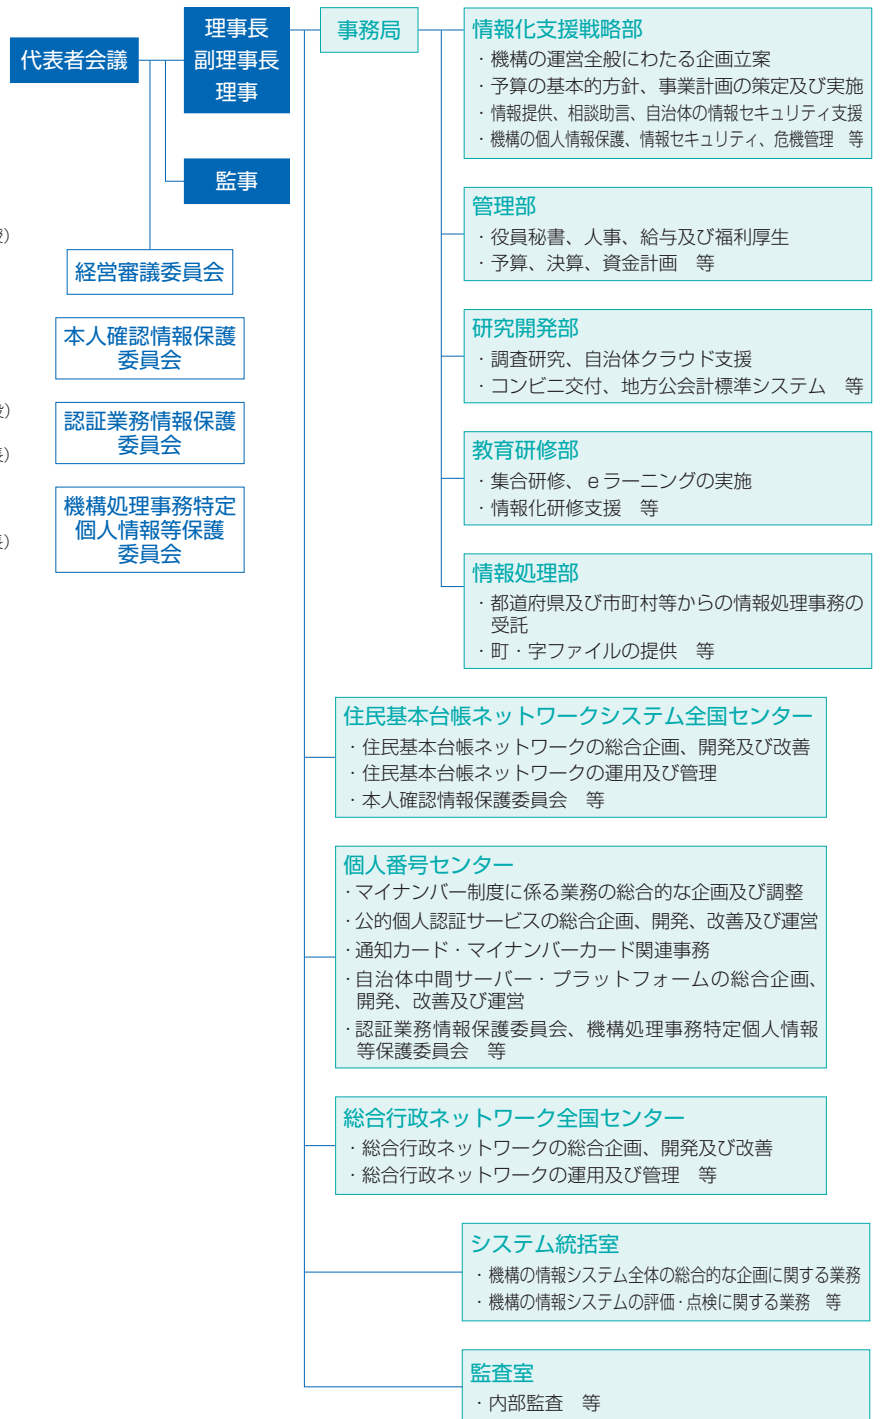 代表者会議
理事長
副理事長
理事
監事
経営審議委員会
本人確認情報保護
委員会
認証業務情報保護
委員会
機構処理事務特定
個人情報等保護
委員会
事務局
情報化支援戦略部
・機構の運営全般にわたる企画立案
・予算の基本的方針、事業計画の策定及び実施
・情報提供、相談助言、自治体の情報セキュリティ支援
・機構の個人情報保護、情報セキュリティ、危機管理　等
管理部
・役員秘書、人事、給与及び福利厚生
・予算、決算、資金計画　等
研究開発部
・調査研究、自治体クラウド支援
・コンビニ交付、地方公会計標準システム　等
教育研修部
・集合研修、ｅラーニングの実施
・情報化研修支援　等
情報処理部
・都道府県及び市町村等からの情報処理事務の
受託
・町・字ファイルの提供　等
住民基本台帳ネットワークシステム全国センター
・住民基本台帳ネットワークの総合企画、開発及び改善
・住民基本台帳ネットワークの運用及び管理
・本人確認情報保護委員会　等
個人番号センター
・マイナンバー制度に係る業務の総合的な企画及び調整
・公的個人認証サービスの総合企画、開発、改善及び運営
・通知カード・マイナンバーカード関連事務
・自治体中間サーバー・プラットフォームの総合企画、
開発、改善及び運営
・認証業務情報保護委員会、機構処理事務特定個人情報
等保護委員会　等
総合行政ネットワーク全国センター
・総合行政ネットワークの総合企画、開発及び改善
・総合行政ネットワークの運用及び管理　等
システム統括室
・機構の情報システム全体の総合的な企画に関する業務
・機構の情報システムの評価・点検に関する業務　等
監査室
・内部監査　等